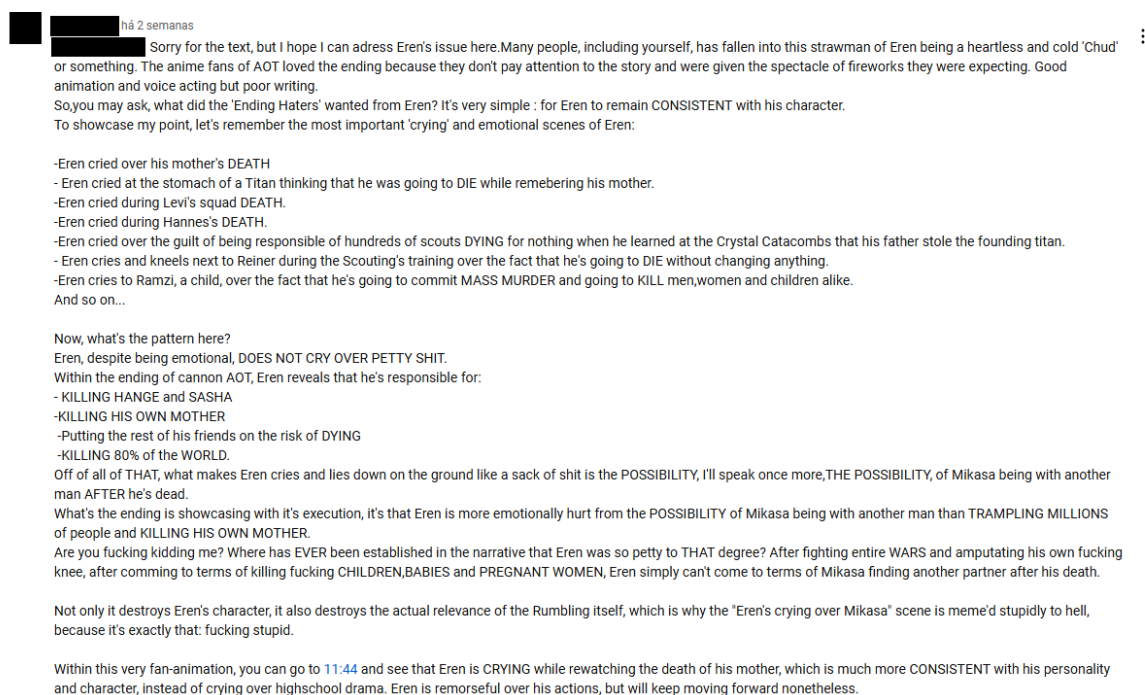 há 2 semanas
Sorry for the text, but I hope I can adress Eren's issue here.Many people, including yourself, has fallen into this strawman of Eren being a heartless and cold 'Chud'
or something. The anime fans of AOT loved the ending because they don't pay attention to the story and were given the spectacle of fireworks they were expecting. Good
animation and voice acting but poor writing.
So,you may ask, what did the 'Ending Haters' wanted from Eren? It's very simple : for Eren to remain CONSISTENT with his character.
To showcase my point, let's remember the most important 'crying' and emotional scenes of Eren:
-Eren cried over his mother's DEATH
- Eren cried at the stomach of a Titan thinking that he was going to DIE while remebering his mother.
-Eren cried during Levi's squad DEATH.
-Eren cried during Hannes's DEATH.
-Eren cried over the guilt of being responsible of hundreds of scouts DYING for nothing when he learned at the Crystal Catacombs that his father stole the founding titan.
- Eren cries and kneels next to Reiner during the Scouting's training over the fact that he's going to DIE without changing anything.
-Eren cries to Ramzi, a child, over the fact that he's going to commit MASS MURDER and going to KILL men,women and children alike.
And so on...
Now, what's the pattern here?
Eren, despite being emotional, DOES NOT CRY OVER PETTY SHIT.
Within the ending of cannon AOT, Eren reveals that he's responsible for:
- KILLING HANGE and SASHA
-KILLING HIS OWN MOTHER
-Putting the rest of his friends on the risk of DYING
-KILLING 80% of the WORLD.
Off of all of THAT, what makes Eren cries and lies down on the ground like a sack of shit is the POSSIBILITY, I'll speak once more,THE POSSIBILITY, of Mikasa being with another
man AFTER he's dead.
What's the ending is showcasing with it's execution, it's that Eren is more emotionally hurt from the POSSIBILITY of Mikasa being with another man than TRAMPLING MILLIONS
of people and KILLING HIS OWN MOTHER.
Are you fucking kidding me? Where has EVER been established in the narrative that Eren was so petty to THAT degree? After fighting entire WARS and amputating his own fucking
knee, after comming to terms of killing fucking CHILDREN,BABIES and PREGNANT WOMEN, Eren simply can't come to terms of Mikasa finding another partner after his death.
Not only it destroys Eren's character, it also destroys the actual relevance of the Rumbling itself, which is why the "Eren's crying over Mikasa" scene is meme'd stupidly to hell,
because it's exactly that: fucking stupid.
Within this very fan-animation, you can go to 11:44 and see that Eren is CRYING while rewatching the death of his mother, which is much more CONSISTENT with his personality
and character, instead of crying over highschool drama. Eren is remorseful over his actions, but will keep moving forward nonetheless.